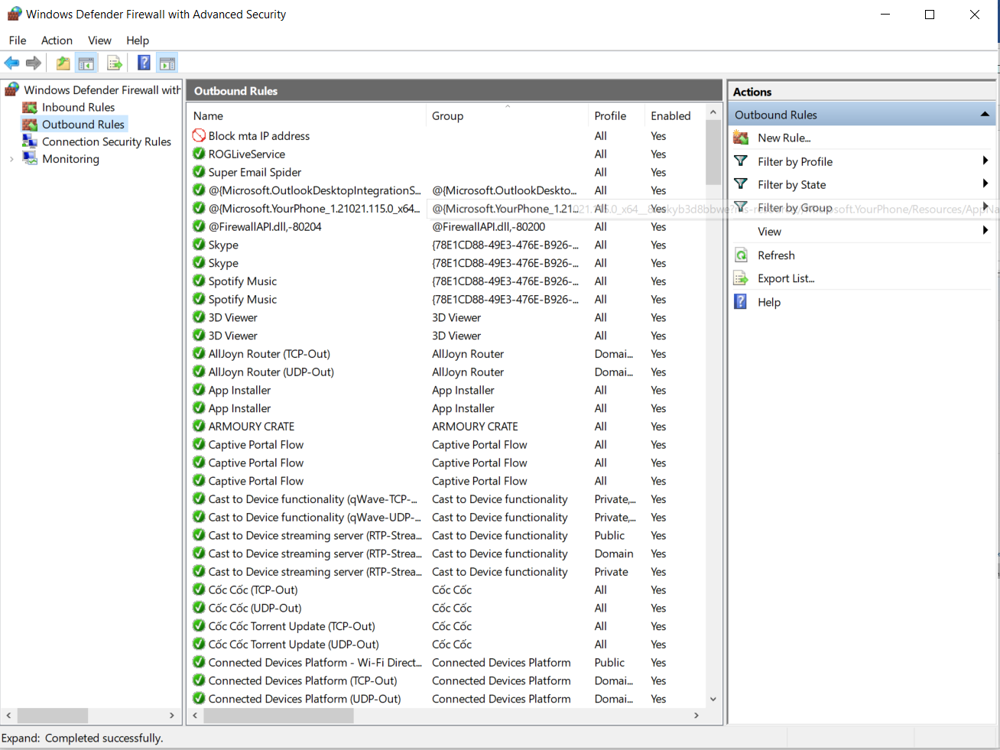 Windows Defender Firewall with Advanced Security
File Action View Help
Windows Defender Firewall with
Inbound Rules
Outbound Rules
Connection Security Rules
Monitoring
Outbound Rules
Name Group Profile Enabled
Block mta IP address All Yes
ROGLiveService All Yes
Super Email Spider All Yes
@{Microsoft.OutlookDesktopIntegrationS... @{Microsoft.OutlookDeskto... All Yes
@{Microsoft.YourPhone_1.21021.115.0_x64... @{Microsoft.YourPhone_1.21... All Yes
@FirewallAPI.dll,-80204 @FirewallAPI.dll,-80200 All Yes
Skype {78E1CD88-49E3-476E-B926-... All Yes
Skype {78E1CD88-49E3-476E-B926-... All Yes
Spotify Music {78E1CD88-49E3-476E-B926-... All Yes
Spotify Music {78E1CD88-49E3-476E-B926-... All Yes
3D Viewer 3D Viewer All Yes
3D Viewer 3D Viewer All Yes
AllJoyn Router (TCP-Out) AllJoyn Router Domai... Yes
AllJoyn Router (UDP-Out) AllJoyn Router Domai... Yes
App Installer App Installer All Yes
App Installer App Installer All Yes
ARMOURY CRATE ARMOURY CRATE All Yes
Captive Portal Flow Captive Portal Flow All Yes
Captive Portal Flow Captive Portal Flow All Yes
Captive Portal Flow Captive Portal Flow All Yes
Cast to Device functionality (qWave-TCP-... Cast to Device functionality Private,... Yes
Cast to Device functionality (qWave-UDP-... Cast to Device functionality Private,... Yes
Cast to Device streaming server (RTP-Strea... Cast to Device functionality Public Yes
Cast to Device streaming server (RTP-Strea... Cast to Device functionality Domain Yes
Cast to Device streaming server (RTP-Strea... Cast to Device functionality Private Yes
Cốc Cốc (TCP-Out) Cốc Cốc All Yes
Cốc Cốc (UDP-Out) Cốc Cốc All Yes
Cốc Cốc Torrent Update (TCP-Out) Cốc Cốc All Yes
Cốc Cốc Torrent Update (UDP-Out) Cốc Cốc All Yes
Connected Devices Platform - Wi-Fi Direct... Connected Devices Platform Public Yes
Connected Devices Platform (TCP-Out) Connected Devices Platform Domai... Yes
Connected Devices Platform (UDP-Out) Connected Devices Platform Domai... Yes
Actions
Outbound Rules
New Rule...
Filter by Profile
Filter by State
Filter by Group
View
Refresh
Export List...
Help
Expand: Completed successfully.